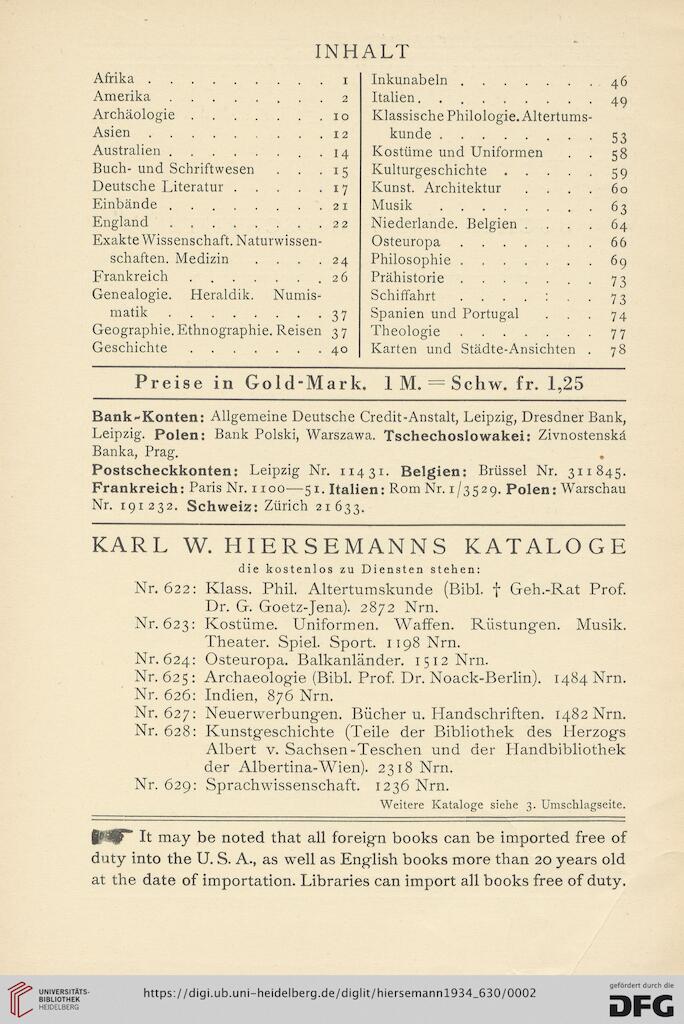 INHALT
Afrika . . . . . . . . . 1
Amerika . . . . . . . . 2
Archäologie . . . . . . . 10
Asien . . . . . . . . . 12
Australien . . . . . . . . 14
Buch- und Schriftwesen . . . 15
Deutsche Literatur . . . . . 17
Einbände . . . . . . . . 21
England . . . . . . . . 22
Exakte Wissenschaft. Naturwissen-
schaften. Medizin . . . . 24
Frankreich . . . . . . . 26
Genealogie. Heraldik. Numis-
matik . . . . . . . . 37
Geographie. Ethnographie. Reisen 37
Geschichte . . . . . . . 40
Inkunabeln . . . . . . . 46
Italien . . . . . . . . . 49
Klassische Philologie. Altertums-
kunde . . . . . . . . 53
Kostüme und Uniformen . . 58
Kulturgeschichte . . . . . 59
Kunst. Architektur . . . . 60
Musik . . . . . . . . 63
Niederlande. Belgien . . . . 64
Osteuropa . . . . . . . 66
Philosophie . . . . . . . 69
Prähistorie . . . . . . . 73
Schiffahrt . . . . . . . 73
Spanien und Portugal . . . 74
Theologie . . . . . . . 77
Karten und Städte-Ansichten . 78
Preise in Gold-Mark. 1 M. = Schw. fr. 1,25
Bank-Konten: Allgemeine Deutsche Credit-Anstalt, Leipzig, Dresdner Bank,
Leipzig. Polen: Bank Polski, Warszawa. Tschechoslowakei: Zivnostenská
Banka, Prag.
Postscheckkonten: Leipzig Nr. 11431. Belgien: Brüssel Nr. 311845.
Frankreich: Paris Nr. 1100—51. Italien: Rom Nr. 1/3529. Polen: Warschau
Nr. 191232. Schweiz: Zürich 21633.
KARL W. HIERSEMANNS KATALOGE
die kostenlos zu Diensten stehen:
Nr. 622: Klass. Phil. Altertumskunde (Bibl. † Geh.-Rat Prof.
Dr. G. Goetz-Jena). 2872 Nrn.
Nr. 623: Kostüme. Uniformen. Waffen. Rüstungen. Musik.
Theater. Spiel. Sport. 1198 Nrn.
Nr. 624: Osteuropa. Balkanländer. 1512 Nrn.
Nr. 625: Archaeologie (Bibl. Prof. Dr. Noack-Berlin). 1484 Nrn.
Nr. 626: Indien, 876 Nrn.
Nr. 627: Neuerwerbungen. Bücher u. Handschriften. 1482 Nrn.
Nr. 628: Kunstgeschichte (Teile der Bibliothek des Herzogs
Albert v. Sachsen-Teschen und der Handbibliothek
der Albertina-Wien). 2318 Nrn.
Nr. 629: Sprachwissenschaft. 1236 Nrn.
Weitere Kataloge siehe 3. Umschlagseite.
It may be noted that all foreign books can be imported free of
duty into the U. S. A., as well as English books more than 20 years old
at the date of importation. Libraries can import all books free of duty.
UNIVERSITÄTS-
BIBLIOTHEK
HEIDELBERG
https://digi.ub.uni-heidelberg.de/diglit/hiersemann1934_630/0002
gefördert durch die
DFG